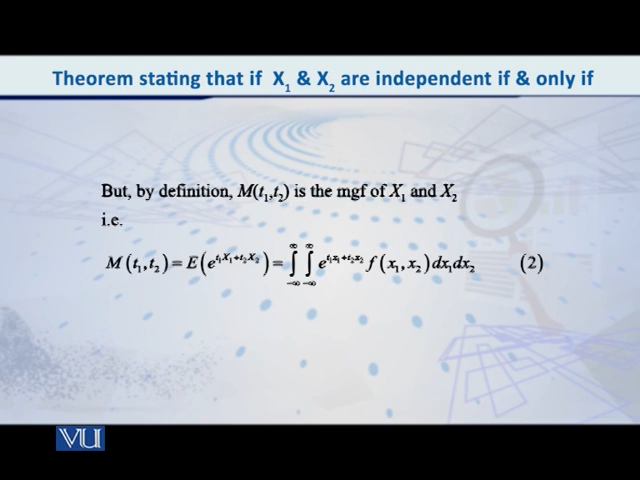 Theorem stating that if X₁ & X₂ are independent if & only if
But, by definition, M(t₁,t₂) is the mgf of X₁ and X₂
i.e.
M(t₁,t₂) = E(e^{t₁X₁+t₂X₂}) = ∫_{-∞}^{∞} ∫_{-∞}^{∞} e^{t₁x₁+t₂x₂} f(x₁,x₂)dx₁dx₂ (2)
VU